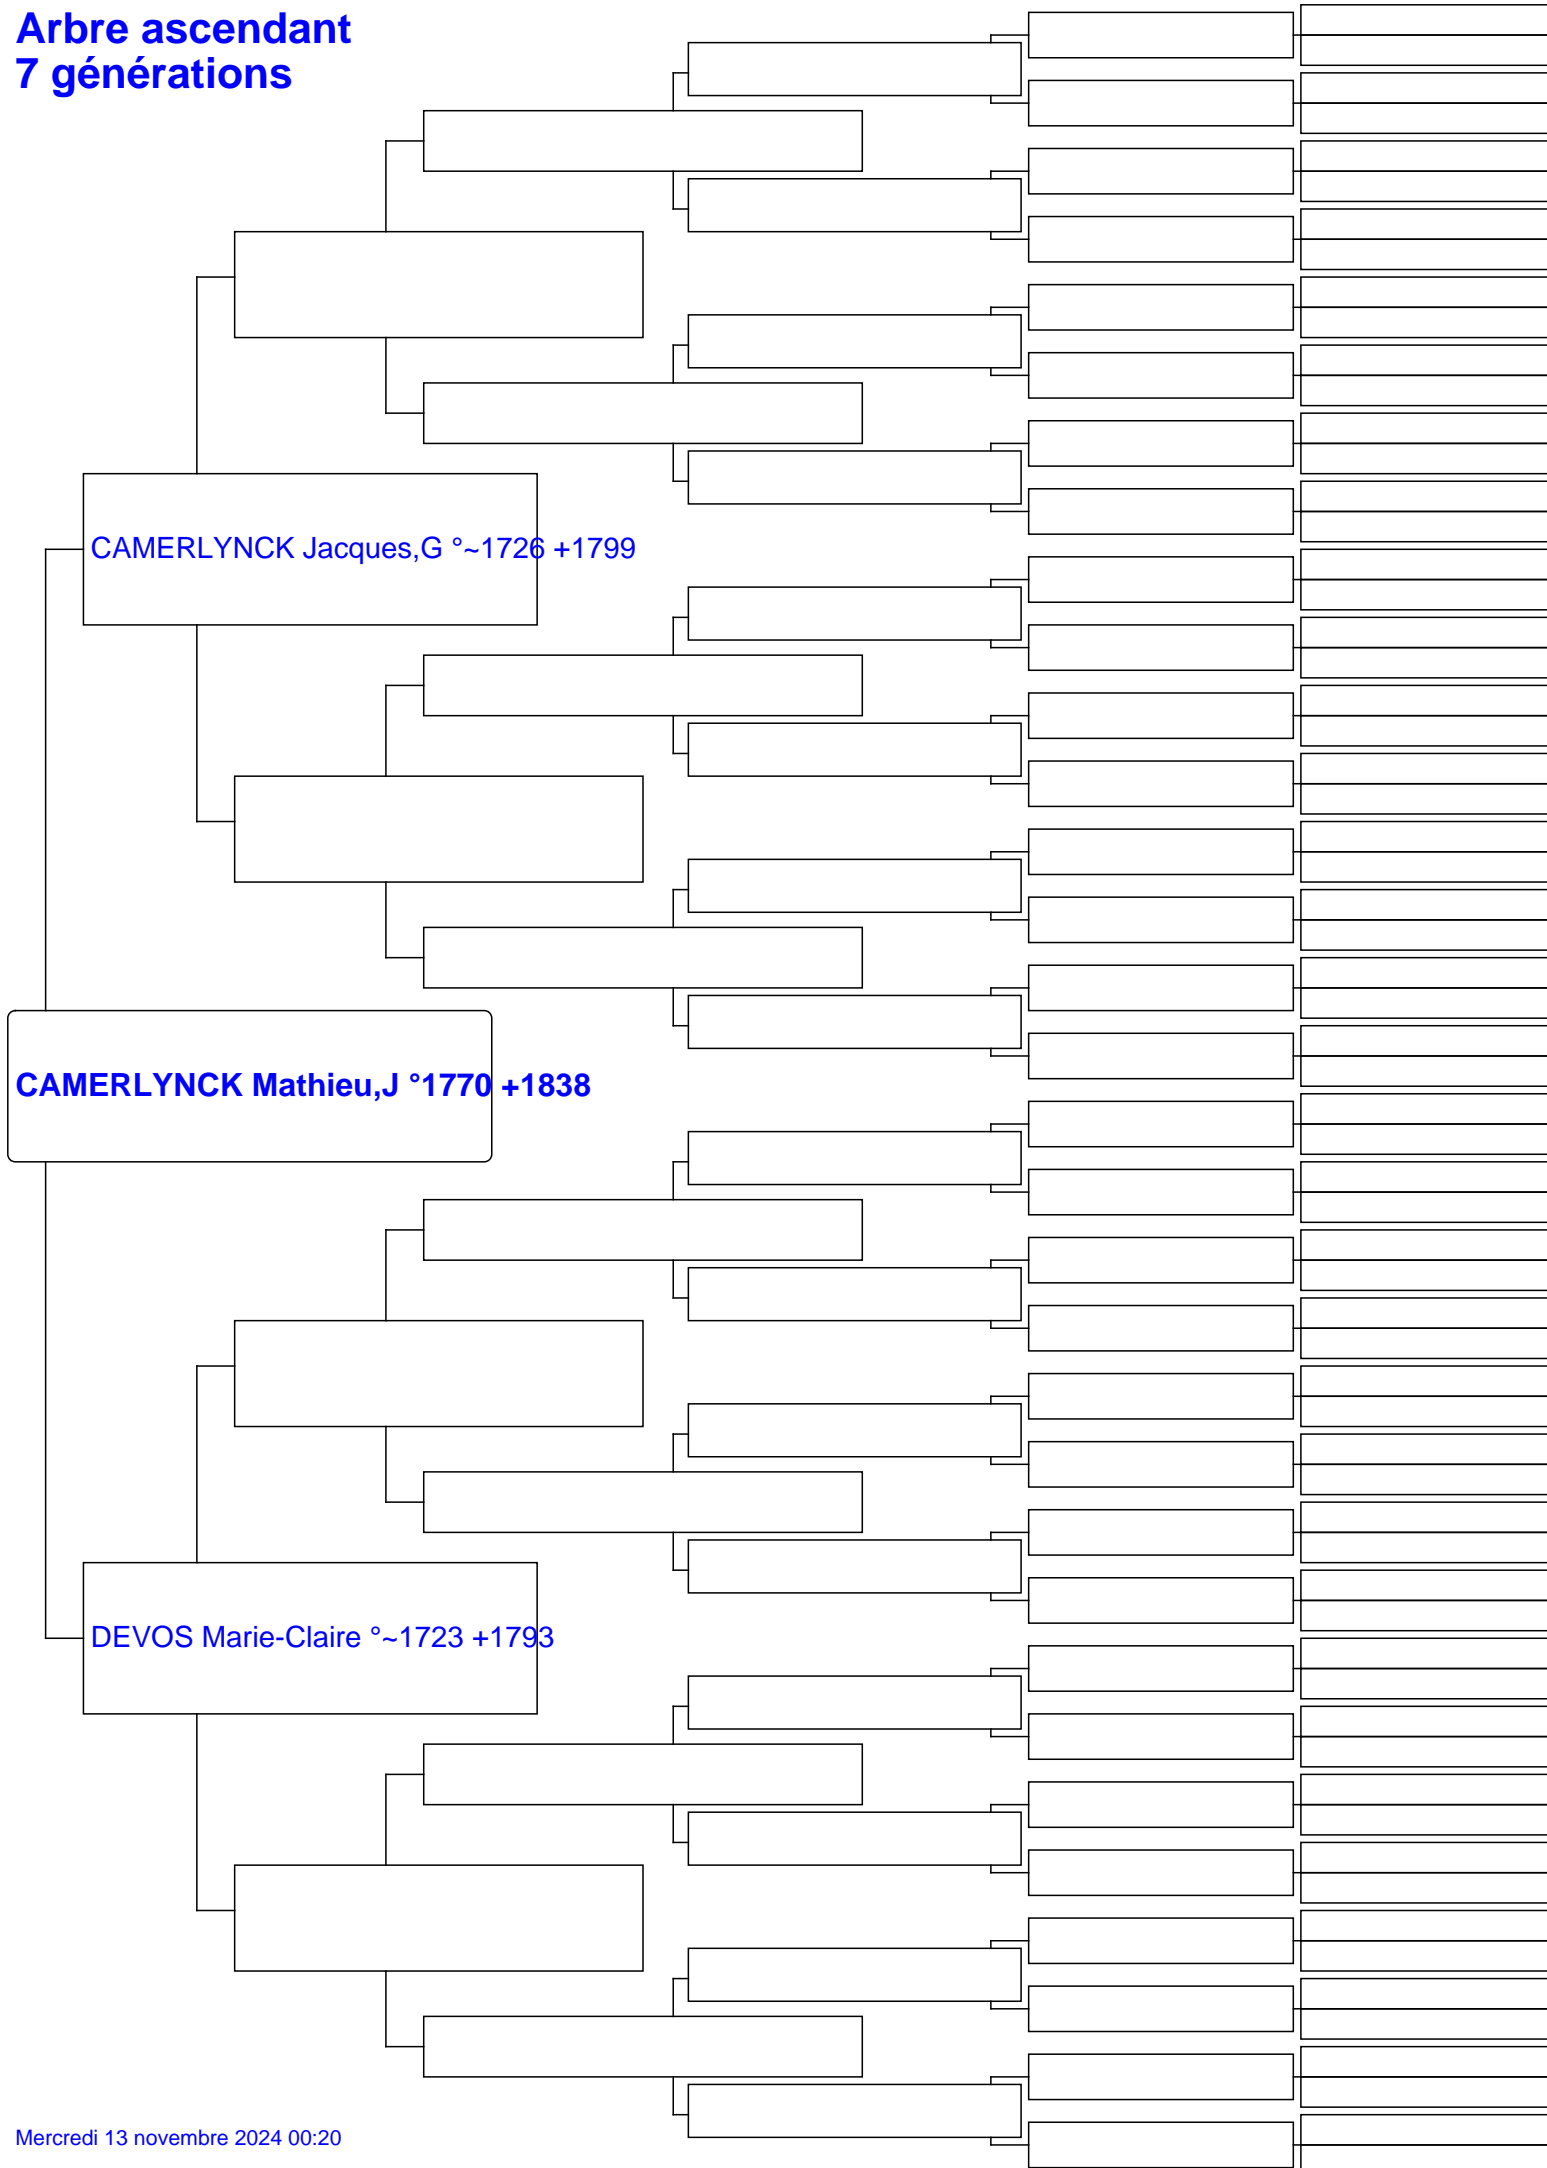 Arbre ascendant
7 générations
CAMERLYNCK Jacques,G °~1726 +1799
CAMERLYNCK Mathieu,J °1770 +1838
DEVOS Marie-Claire °~1723 +1793
Mercredi 13 novembre 2024 00:20